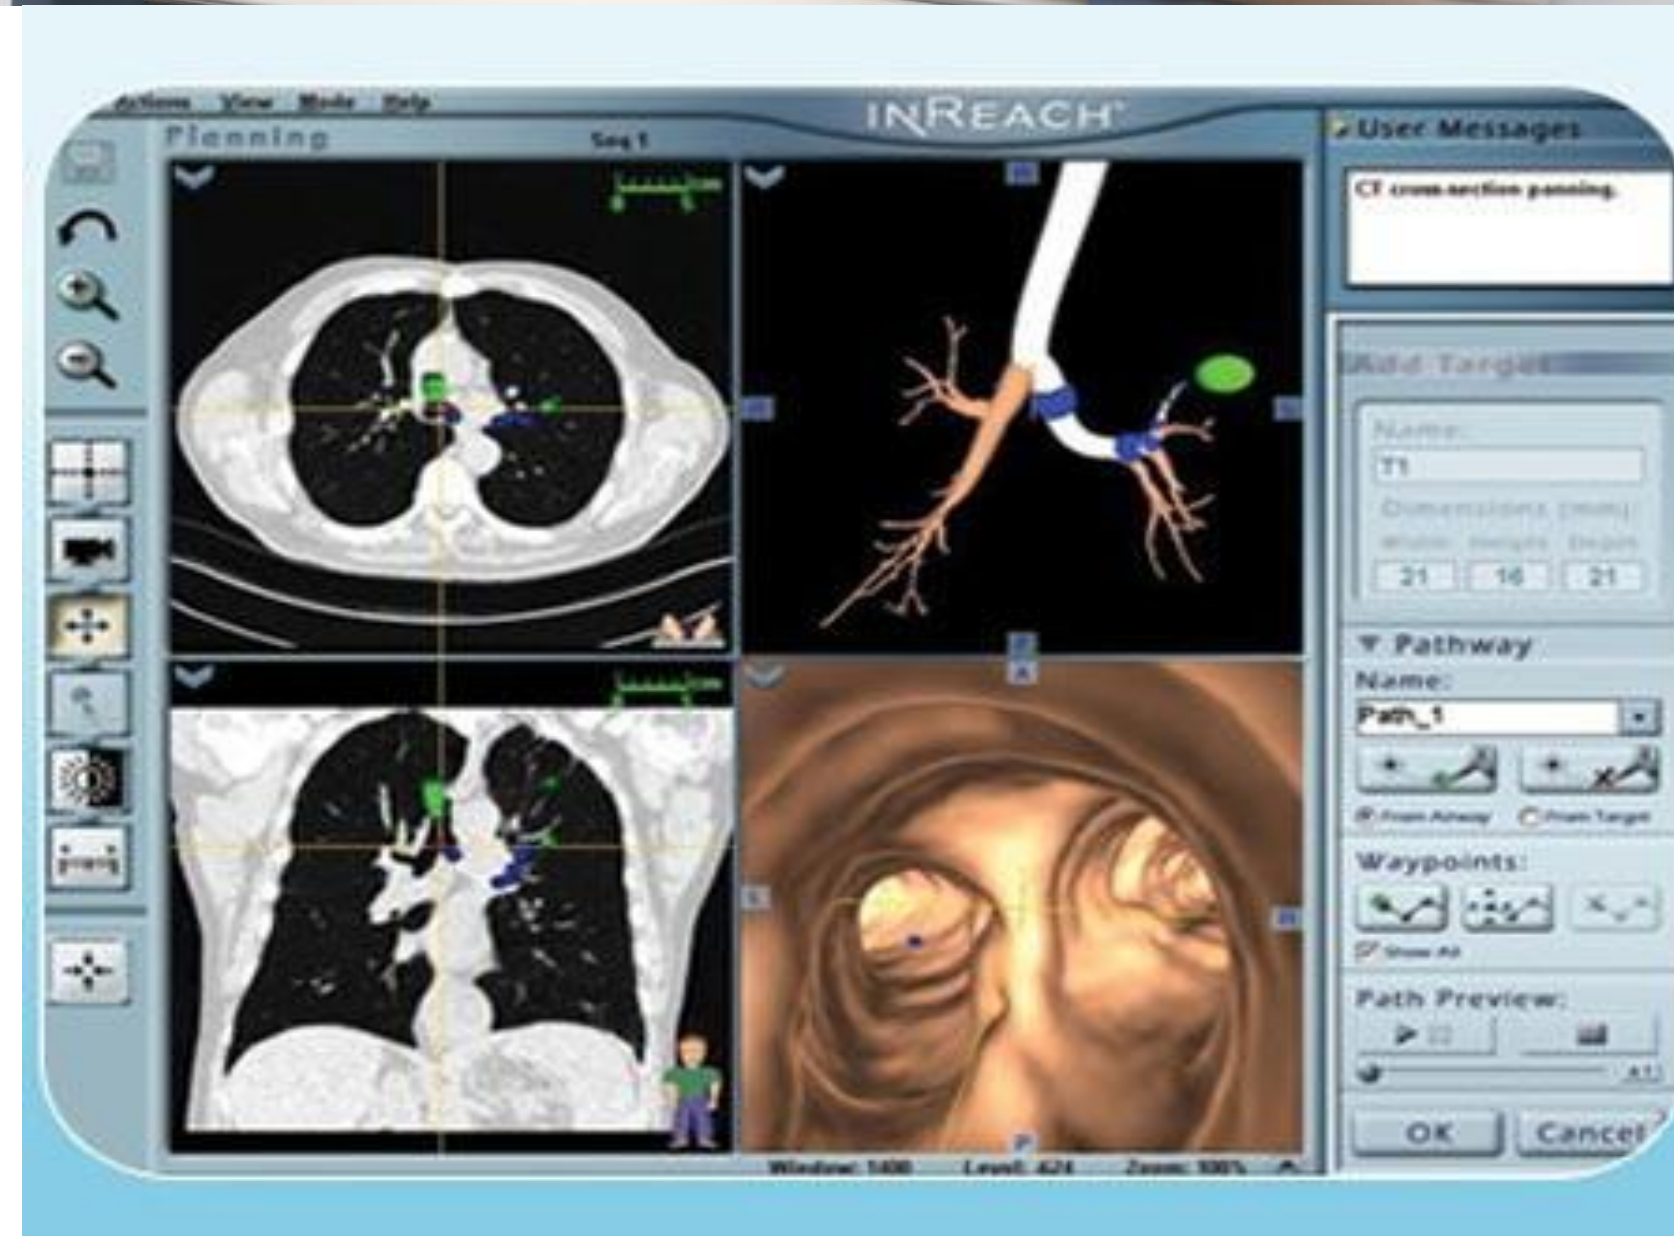 Actions View Mode Help
INREACH
Planning
Seq 1
User Messages
CT cross-section panning.
Add Target
Name:
T1
Dimensions (mm):
Width Height Depth
21 16 21
Pathway
Name:
Path_1
From Airway From Target
Waypoints:
Show All
Path Preview:
x1
OK Cancel
A
P
Window: 1400 Level: -624 Zoom: 100%